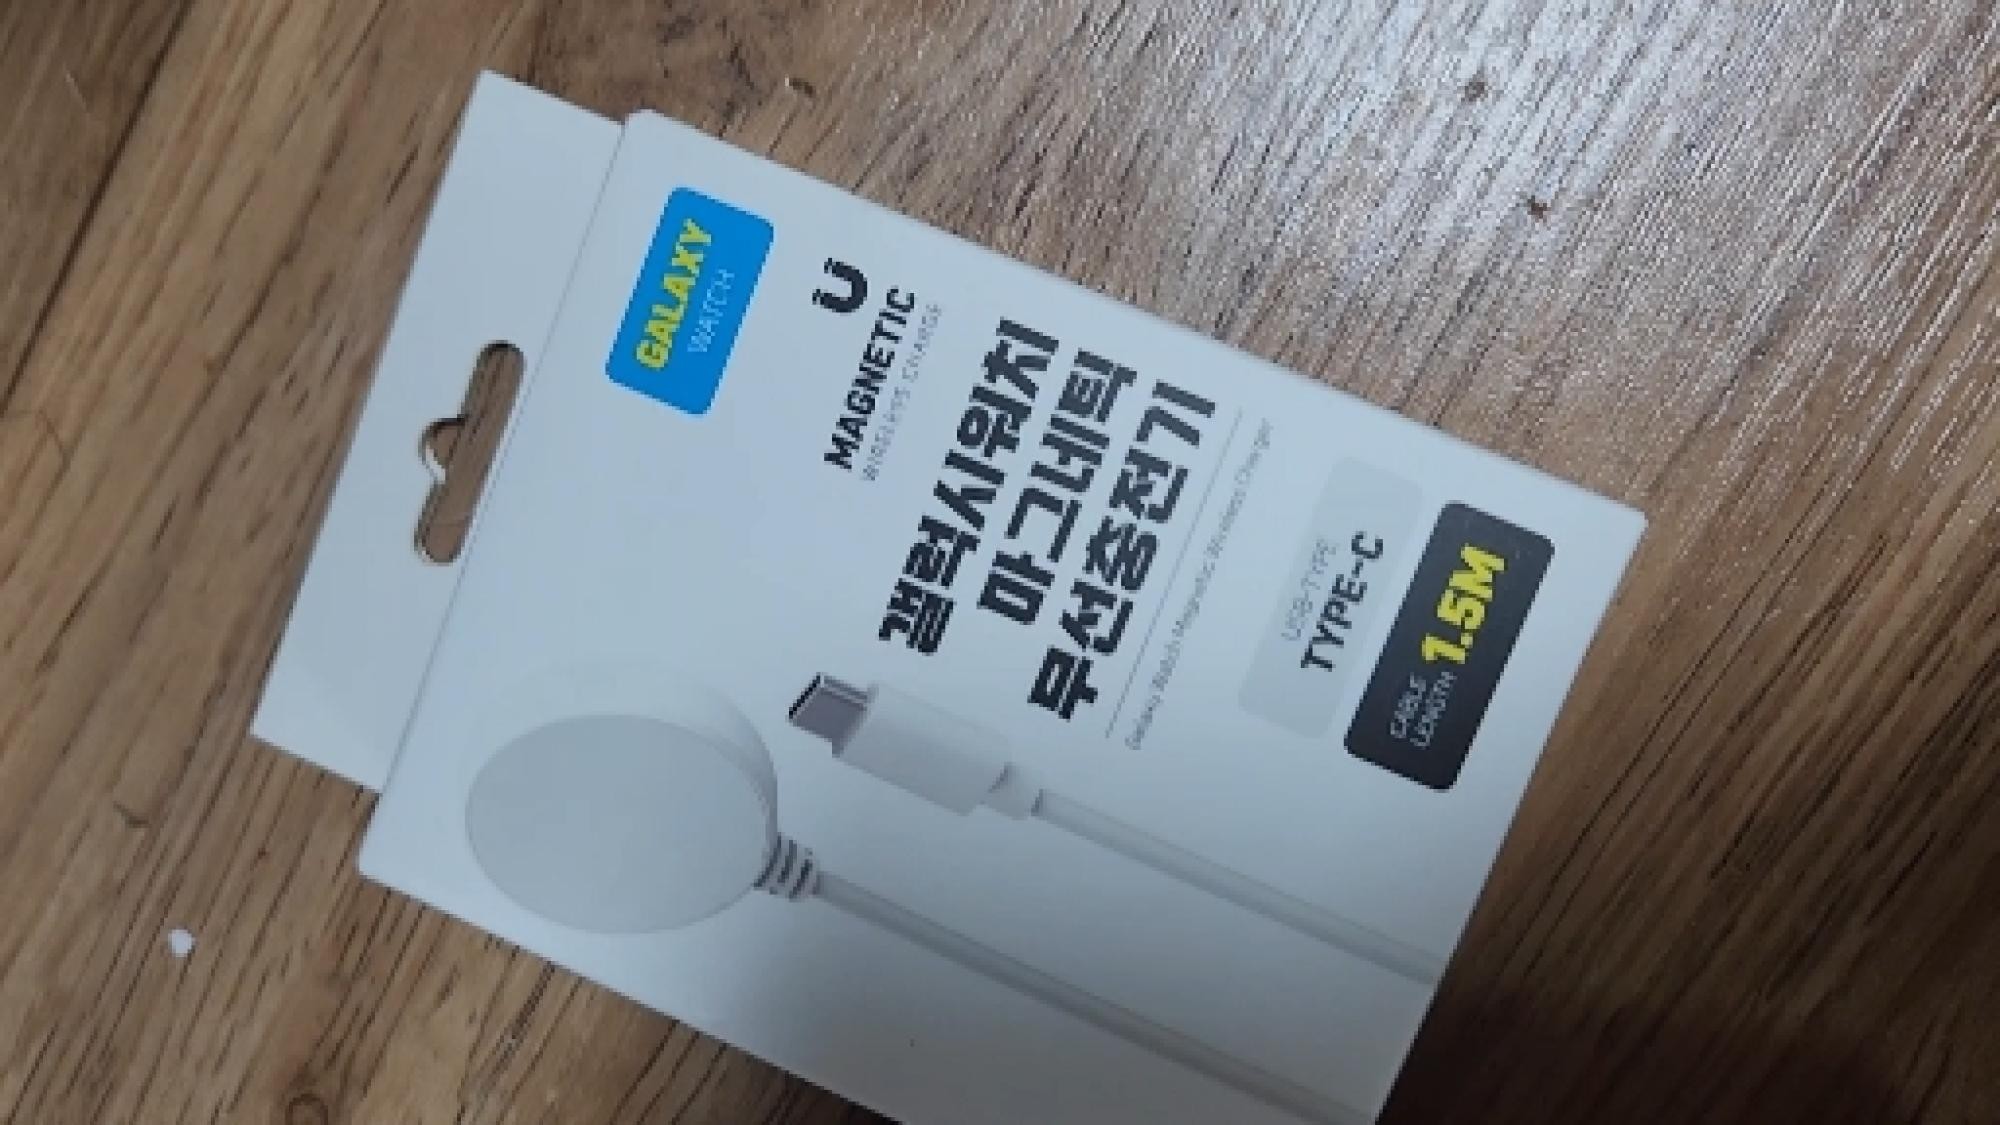 GALAXY
WATCH
MAGNETIC
WIRELESS CHARGE
갤럭시워치
마그네틱
무선충전기
Galaxy Watch Magnetic Wireless Charger
USB-TYPE
TYPE-C
CABLE
LENGTH 1.5M